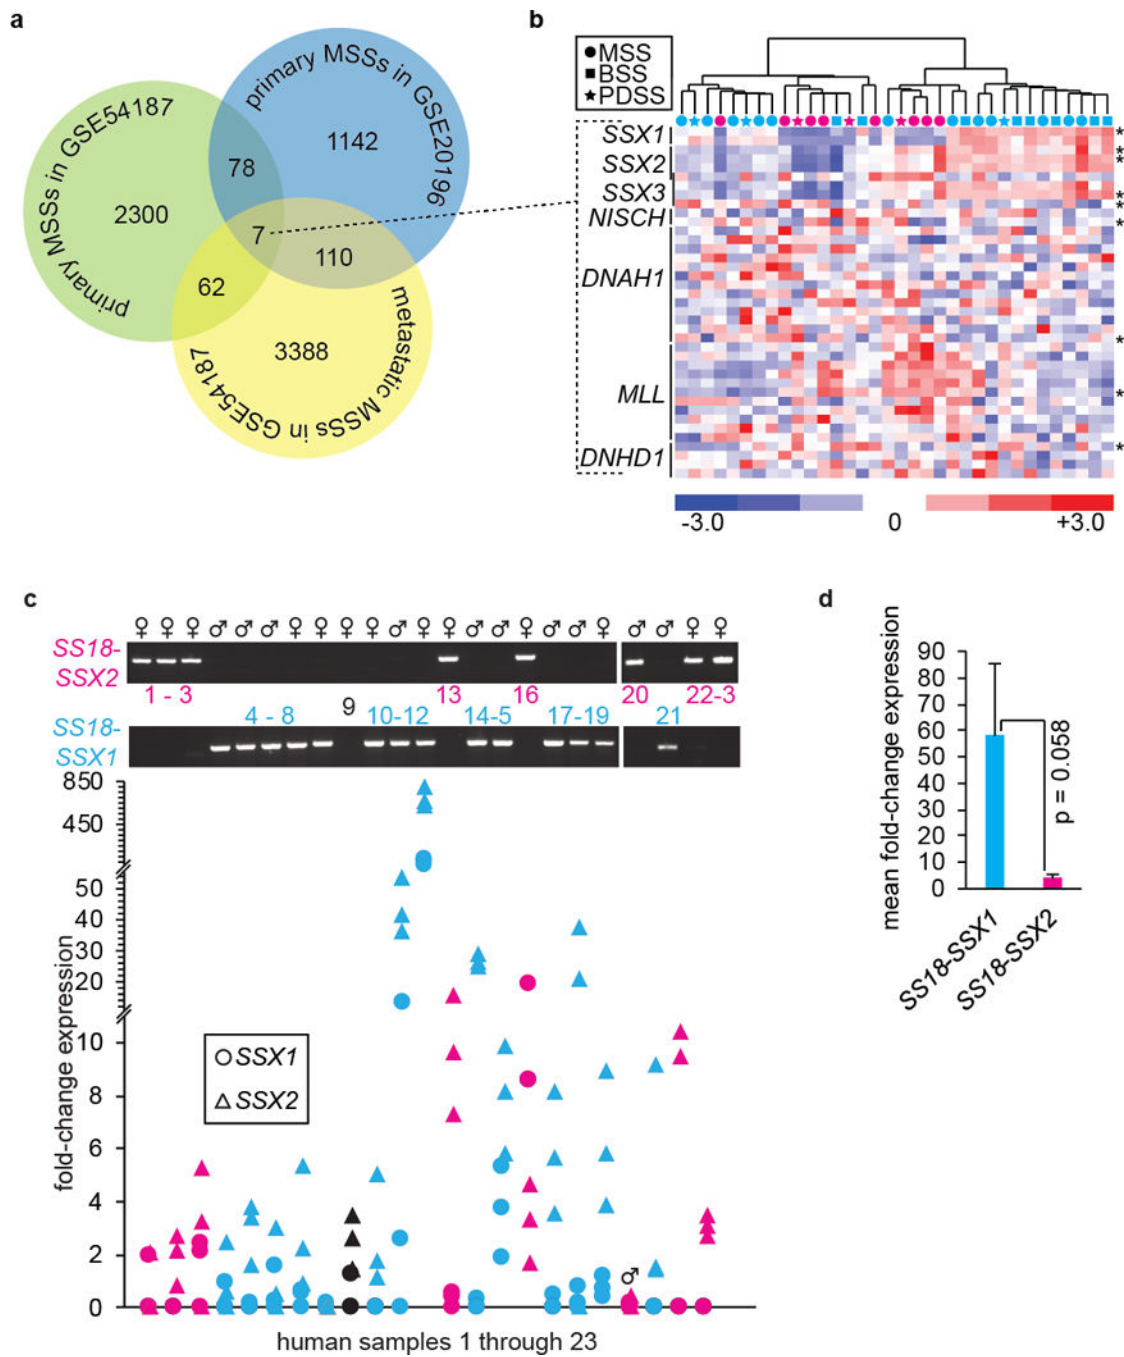 a
primary MSSs in GSE54187
primary MSSs in GSE20196
metastatic MSSs in GSE54187
1142
78
2300
7
110
62
3388
b
MSS
BSS
PDSS
SSX1
SSX2
SSX3
NISCH
DNAH1
MLL
DNHD1
*
*
*
*
*
*
*
*
*
-3.0 0 +3.0
c
♀ ♀ ♀ ♂ ♂ ♂ ♀ ♀ ♀ ♀ ♂ ♀ ♀ ♂ ♂ ♀ ♂ ♂ ♀ ♂ ♂ ♀ ♀
SS18-
SSX2
1 - 3 13 16 20 22-3
SS18-
SSX1
4 - 8 9 10-12 14-5 17-19 21
fold-change expression
850
450
50
40
30
20
10
8
6
4
2
0
SSX1
SSX2
♂
human samples 1 through 23
d
mean fold-change expression
90
80
70
60
50
40
30
20
10
0
p = 0.058
SS18-SSX1
SS18-SSX2